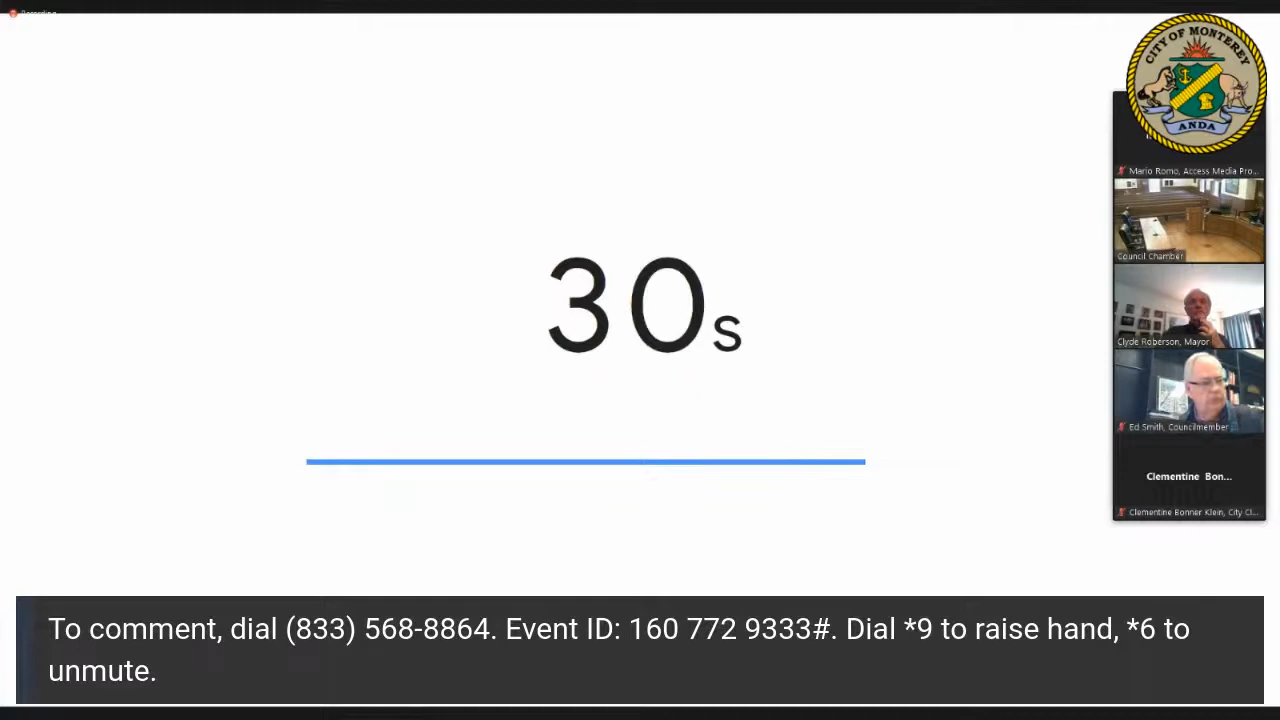 Recording
CITY OF MONTEREY
ANDA
Mario Romo, Access Media Pro...
Council Chamber
30s
Clyde Roberson, Mayor
Ed Smith, Councilmember
Clementine Bon...
Clementine Bonner Klein, City Cl...
To comment, dial (833) 568-8864. Event ID: 160 772 9333#. Dial *9 to raise hand, *6 to
unmute.